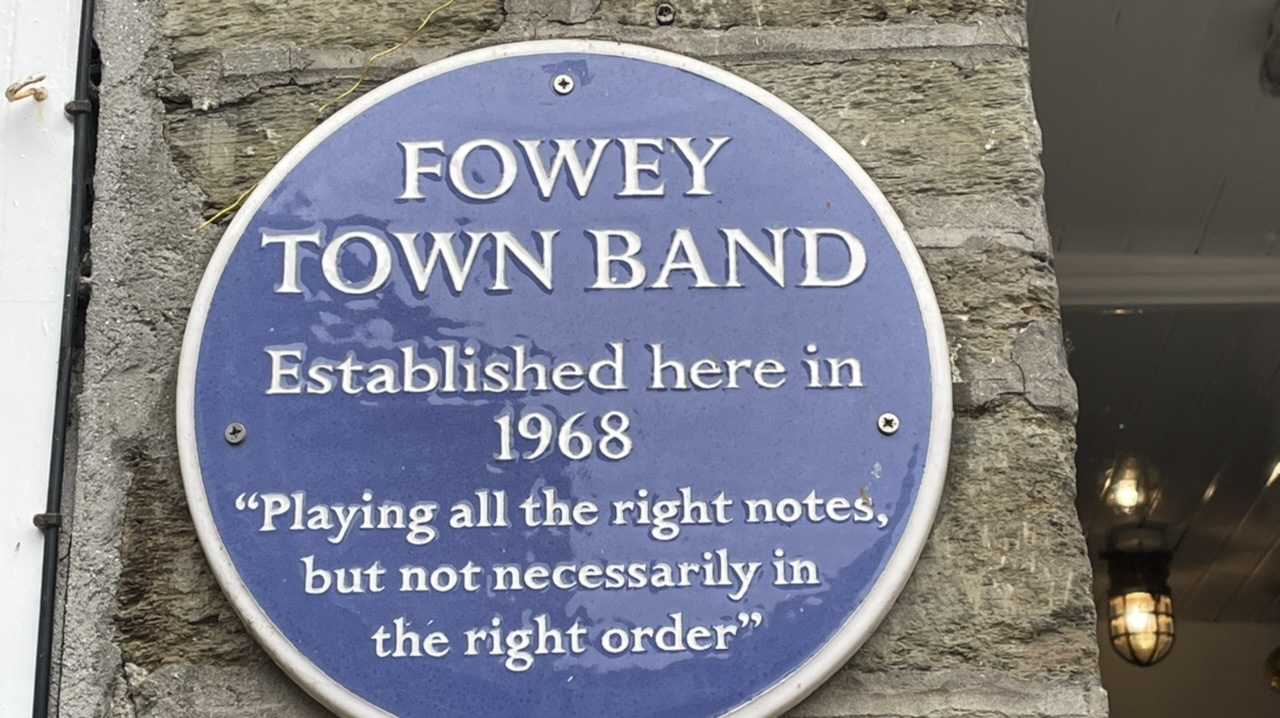 FOWEY
TOWN BAND
Established here in
1968
“Playing all the right notes,
but not necessarily in
the right order”